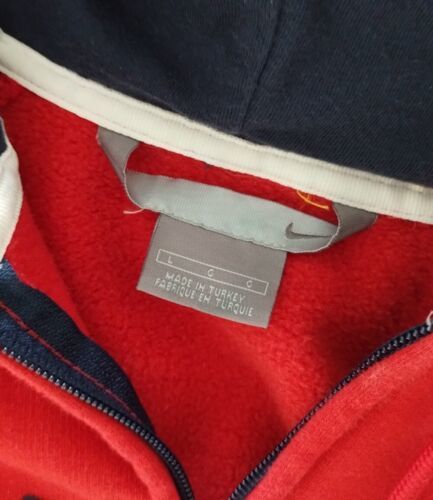 L G G
MADE IN TURKEY
FABRIQUE EN TURQUIE